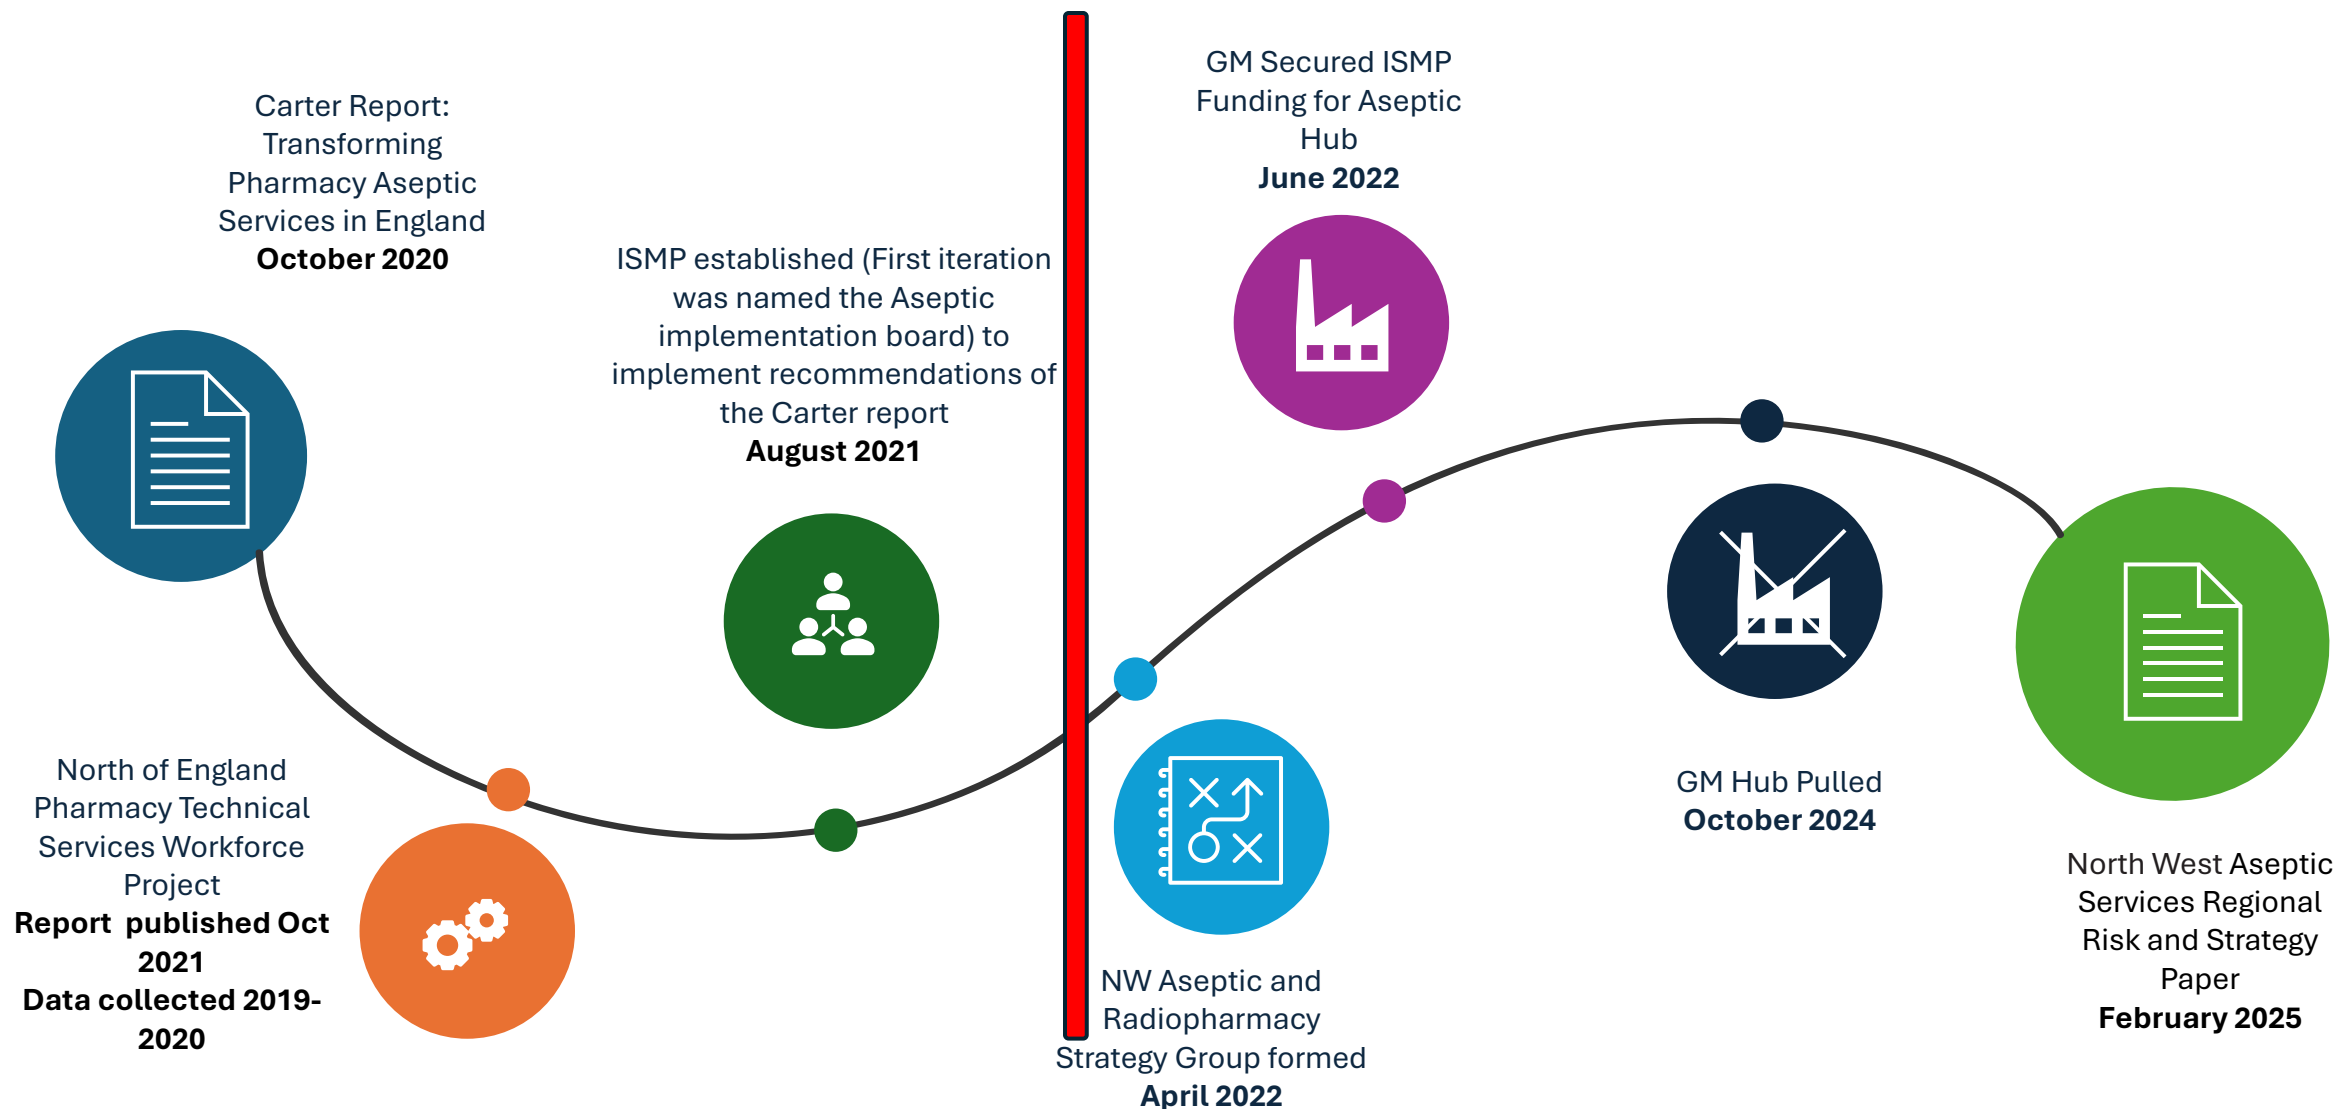 Carter Report:
Transforming
Pharmacy Aseptic
Services in England
October 2020
North of England
Pharmacy Technical
Services Workforce
Project
Report  published Oct
2021
Data collected 2019-
2020
ISMP established (First iteration
was named the Aseptic
implementation board) to
implement recommendations of
the Carter report
August 2021
NW Aseptic and
Radiopharmacy
Strategy Group formed
April 2022
GM Secured ISMP
Funding for Aseptic
Hub
June 2022
GM Hub Pulled
October 2024
North West Aseptic
Services Regional
Risk and Strategy
Paper
February 2025